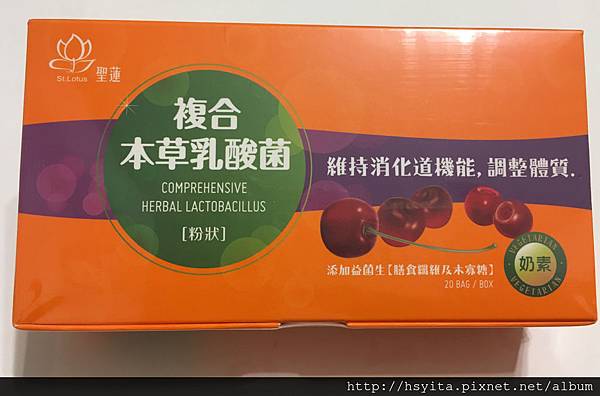 St.Lotus 聖蓮
複合
本草乳酸菌
COMPREHENSIVE
HERBAL LACTOBACILLUS
[粉狀]
維持消化道機能,調整體質.
添加益菌生【膳食纖維及木寡糖】
20 BAG / BOX
VEGETARIAN
奶素
VEGETARIAN
http://hsyita.pixnet.net/album